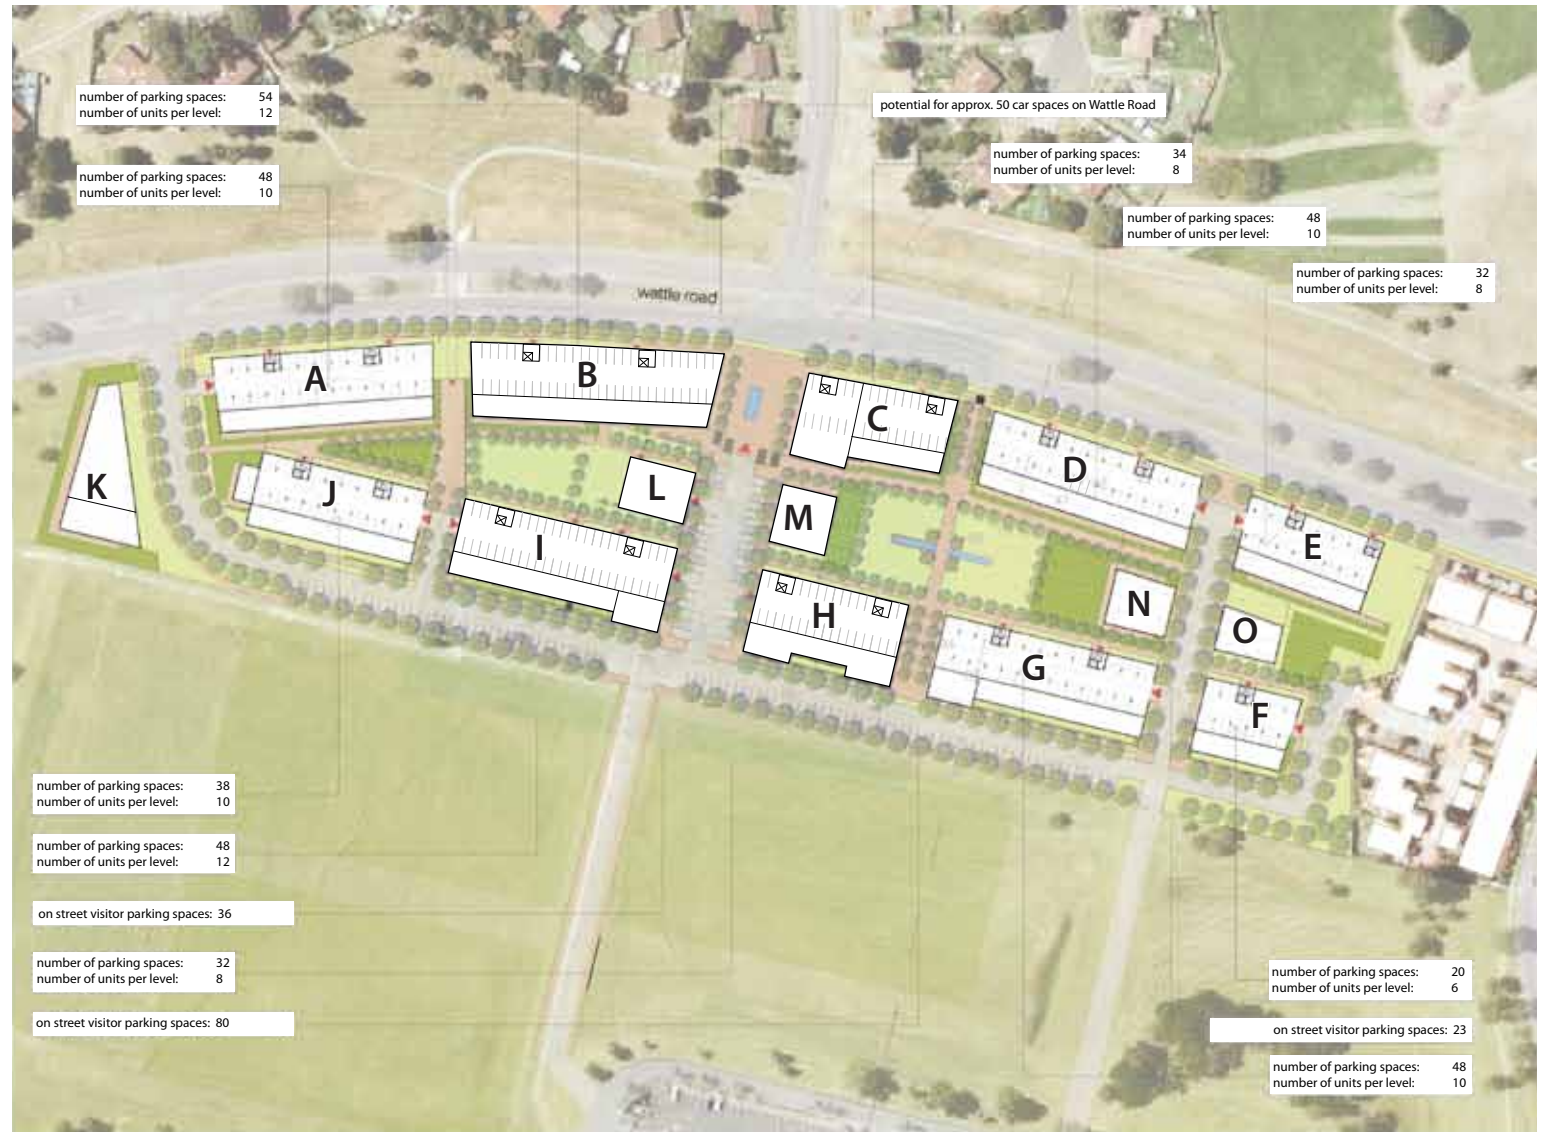 number of parking spaces: 54
number of units per level: 12
potential for approx. 50 car spaces on Wattle Road
number of parking spaces: 34
number of units per level: 8
number of parking spaces: 48
number of units per level: 10
number of parking spaces: 48
number of units per level: 10
number of parking spaces: 32
number of units per level: 8
wattle road
A
B
C
D
K
J
L
M
I
E
N
O
H
G
F
number of parking spaces: 38
number of units per level: 10
number of parking spaces: 48
number of units per level: 12
on street visitor parking spaces: 36
number of parking spaces: 32
number of units per level: 8
on street visitor parking spaces: 80
number of parking spaces: 20
number of units per level: 6
on street visitor parking spaces: 23
number of parking spaces: 48
number of units per level: 10